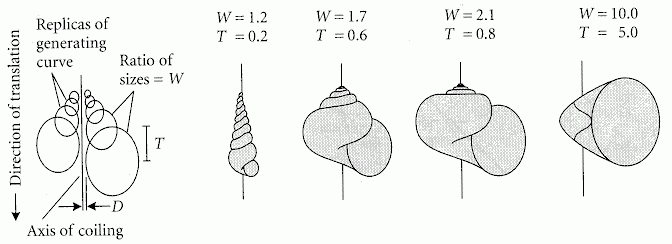 Direction of translation
Replicas of
generating
curve
Ratio of
sizes = W
T
D
Axis of coiling
W = 1.2
T = 0.2
W = 1.7
T = 0.6
W = 2.1
T = 0.8
W = 10.0
T = 5.0